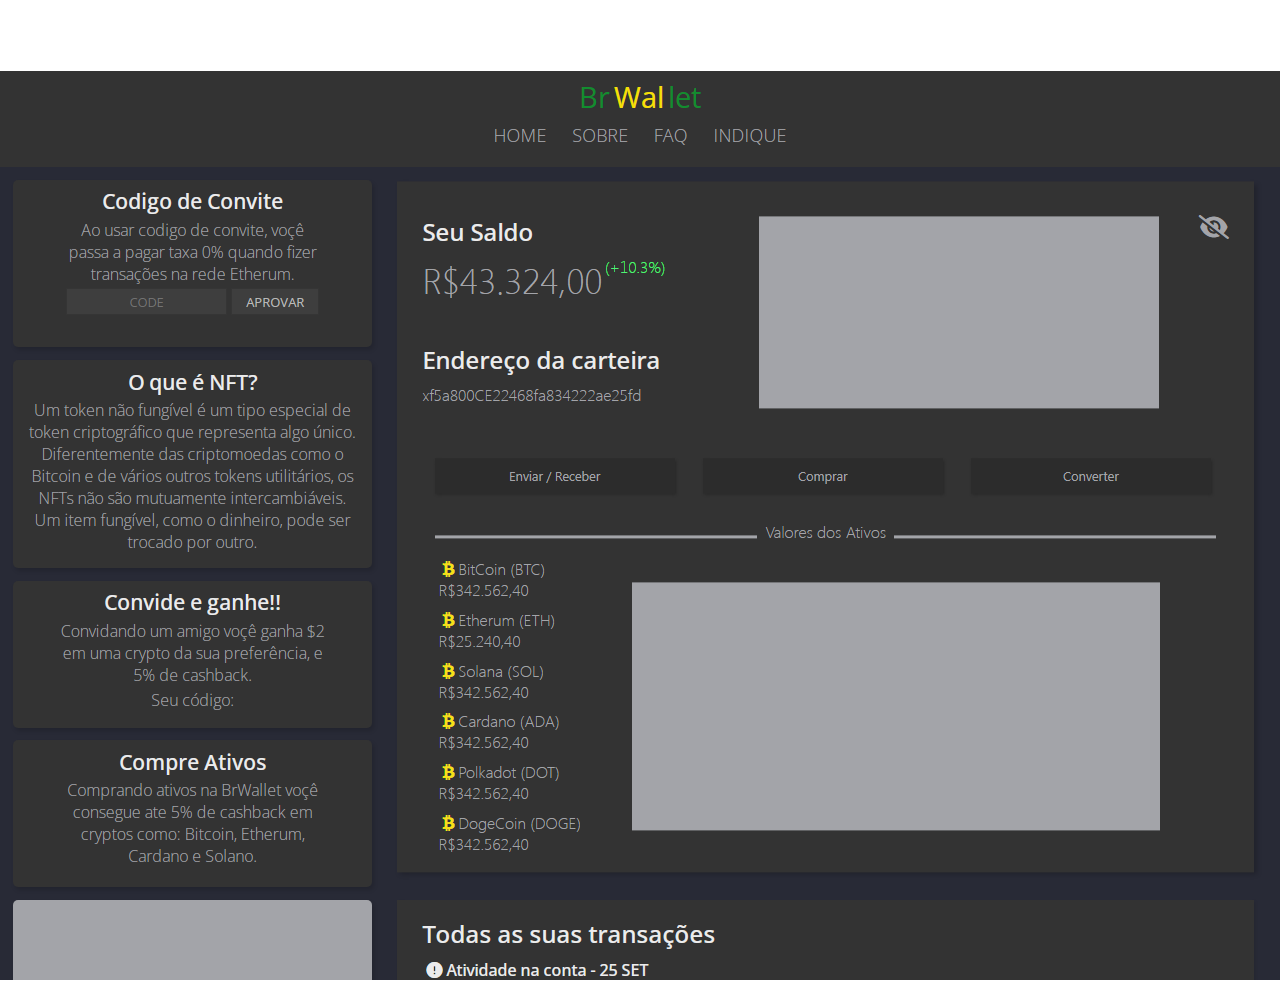 BrWallet
HOME SOBRE FAQ INDIQUE
Codigo de Convite
Ao usar codigo de convite, voçê
passa a pagar taxa 0% quando fizer
transações na rede Etherum.
CODE APROVAR
O que é NFT?
Um token não fungível é um tipo especial de
token criptográfico que representa algo único.
Diferentemente das criptomoedas como o
Bitcoin e de vários outros tokens utilitários, os
NFTs não são mutuamente intercambiáveis.
Um item fungível, como o dinheiro, pode ser
trocado por outro.
Convide e ganhe!!
Convidando um amigo voçê ganha $2
em uma crypto da sua preferência, e
5% de cashback.
Seu código:
Compre Ativos
Comprando ativos na BrWallet voçê
consegue ate 5% de cashback em
cryptos como: Bitcoin, Etherum,
Cardano e Solano.
Seu Saldo
R$43.324,00 (+10.3%)
Endereço da carteira
xf5a800CE22468fa834222ae25fd
Enviar / Receber Comprar Converter
Valores dos Ativos
BitCoin (BTC)
R$342.562,40
Etherum (ETH)
R$25.240,40
Solana (SOL)
R$342.562,40
Cardano (ADA)
R$342.562,40
Polkadot (DOT)
R$342.562,40
DogeCoin (DOGE)
R$342.562,40
Todas as suas transações
Atividade na conta - 25 SET